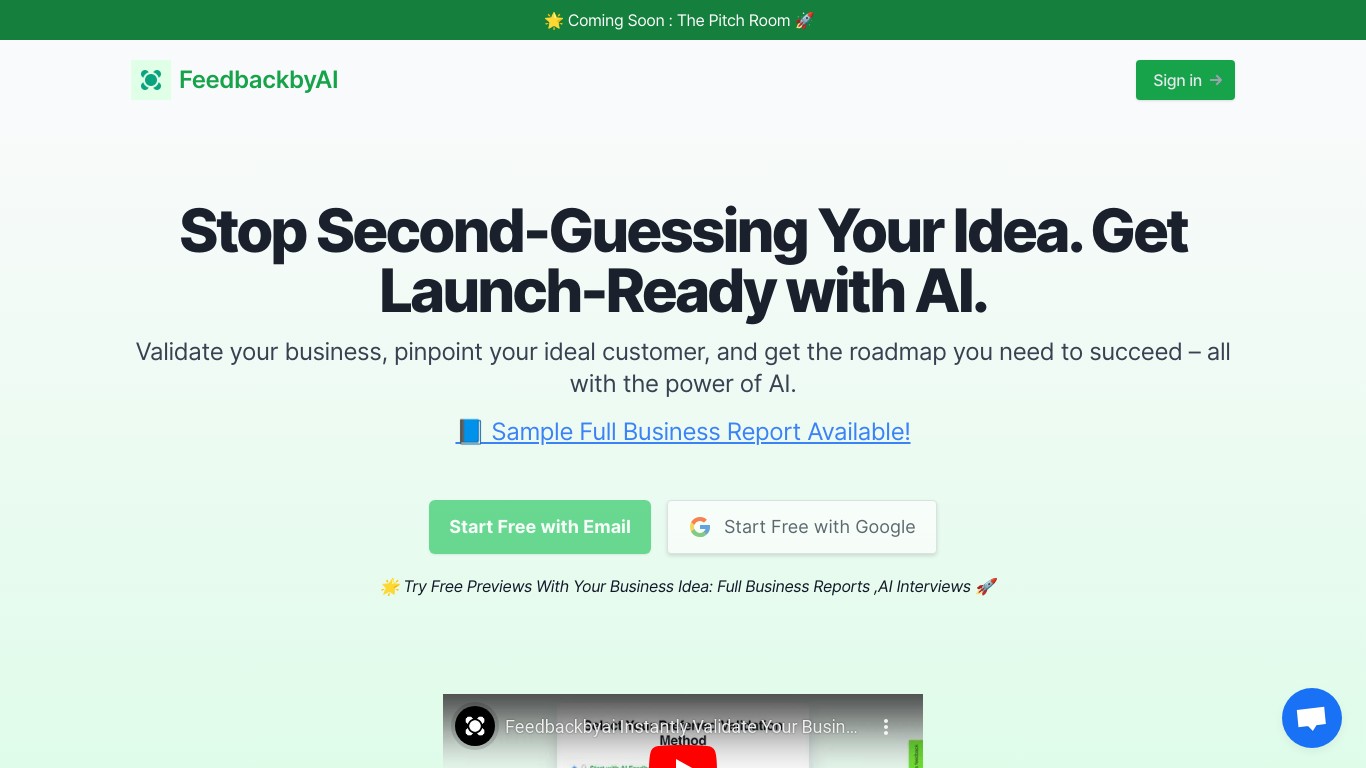 🌟 Coming Soon : The Pitch Room 🚀
FeedbackbyAI
Sign in →
Stop Second-Guessing Your Idea. Get
Launch-Ready with AI.
Validate your business, pinpoint your ideal customer, and get the roadmap you need to succeed – all
with the power of AI.
📘 Sample Full Business Report Available!
Start Free with Email
Start Free with Google
🌟 Try Free Previews With Your Business Idea: Full Business Reports ,AI Interviews 🚀
Feedbackbyai Instantly Validate Your Busin...
Method